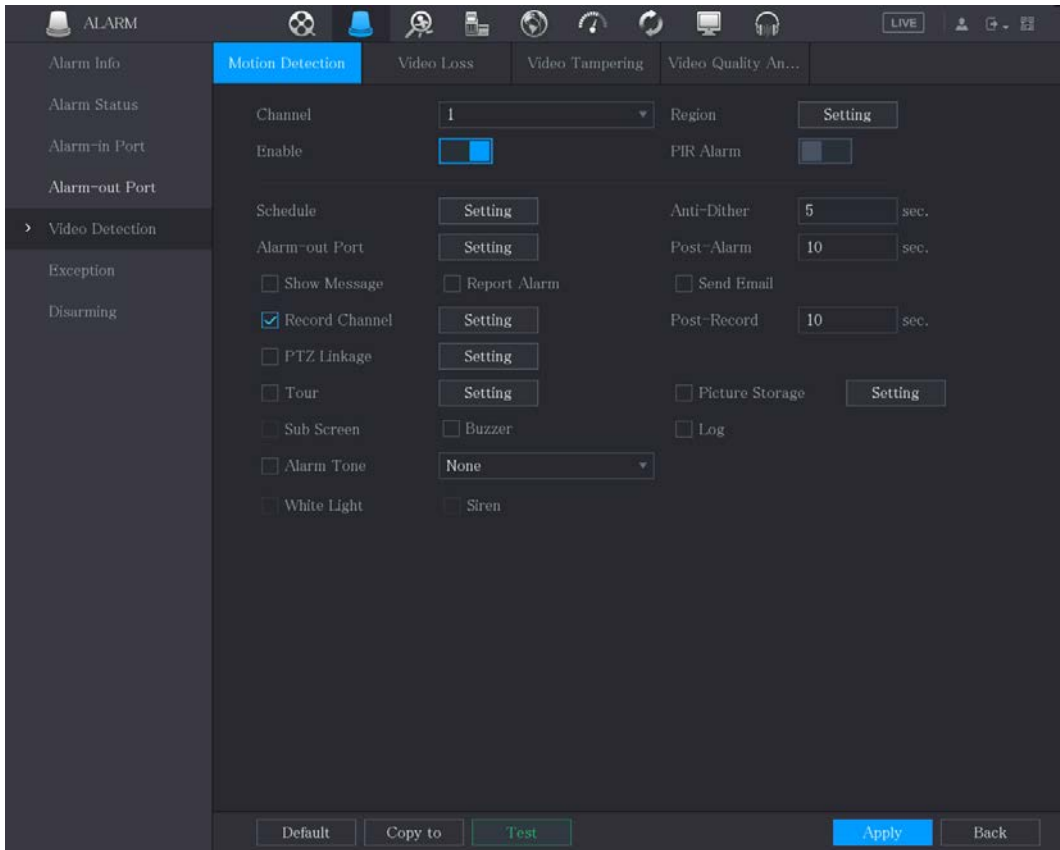 ALARM LIVE
Alarm Info
Alarm Status
Alarm-in Port
Alarm-out Port
Video Detection
Exception
Disarming
Motion Detection Video Loss Video Tampering Video Quality An...
Channel 1 Region Setting
Enable PIR Alarm
Schedule Setting Anti-Dither 5 sec.
Alarm-out Port Setting Post-Alarm 10 sec.
Show Message Report Alarm Send Email
Record Channel Setting Post-Record 10 sec.
PTZ Linkage Setting
Tour Setting Picture Storage Setting
Sub Screen Buzzer Log
Alarm Tone None
White Light Siren
Default Copy to Test Apply Back